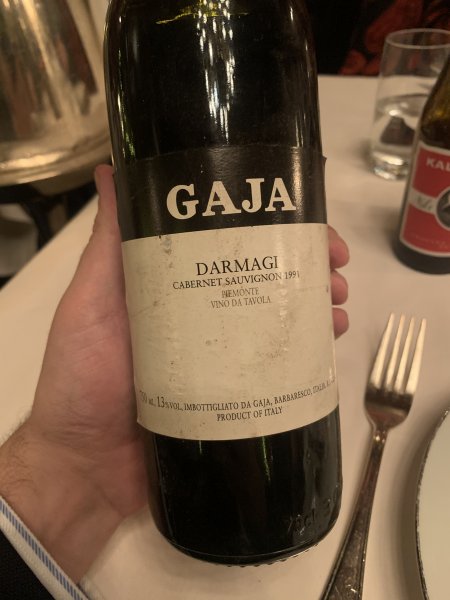 GAJA
DARMAGI
CABERNET SAUVIGNON 1991
PIEMONTE
VINO DA TAVOLA
13% VOL. IMBOTTIGLIATO DA GAJA, BARBARESCO, ITALIA
PRODUCT OF ITALY
KAL